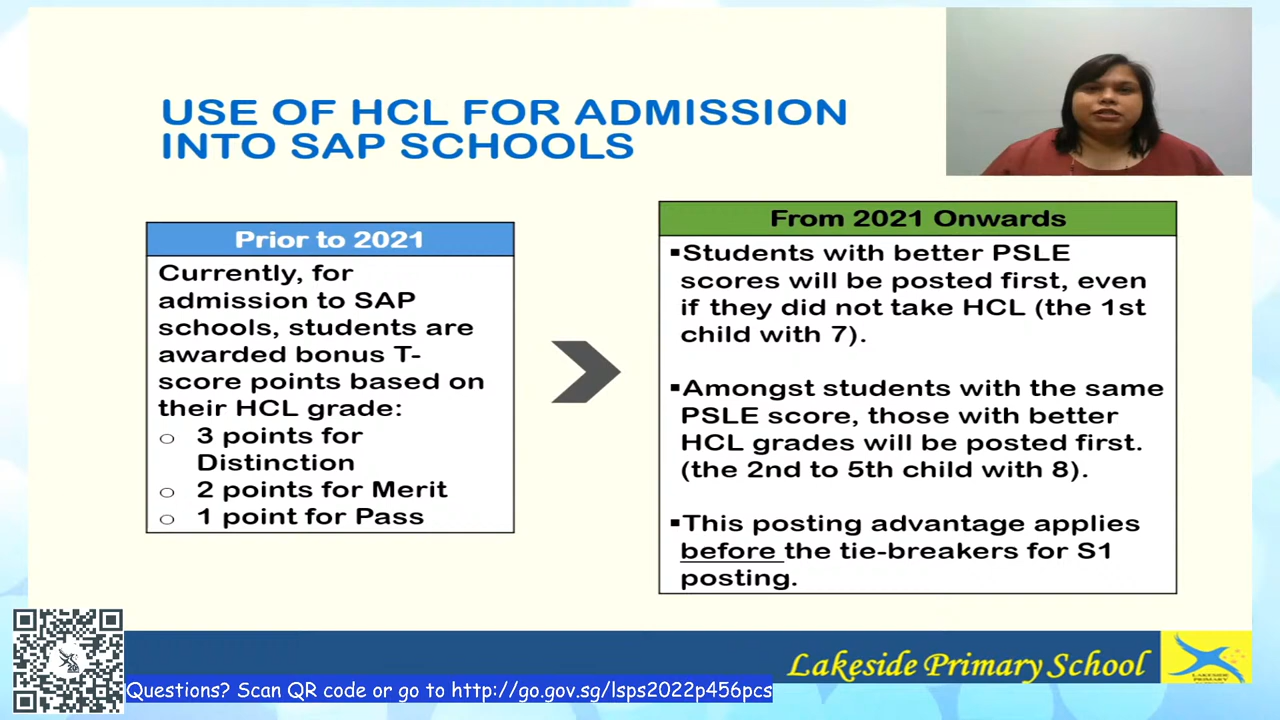 USE OF HCL FOR ADMISSION
INTO SAP SCHOOLS
Prior to 2021
Currently, for
admission to SAP
schools, students are
awarded bonus T-
score points based on
their HCL grade:
o 3 points for
Distinction
o 2 points for Merit
o 1 point for Pass
From 2021 Onwards
▪Students with better PSLE
scores will be posted first, even
if they did not take HCL (the 1st
child with 7).
▪Amongst students with the same
PSLE score, those with better
HCL grades will be posted first.
(the 2nd to 5th child with 8).
▪This posting advantage applies
before the tie-breakers for S1
posting.
Lakeside Primary School
LAKESIDE
PRIMARY
Questions? Scan QR code or go to http://go.gov.sg/lsps2022p456pcs